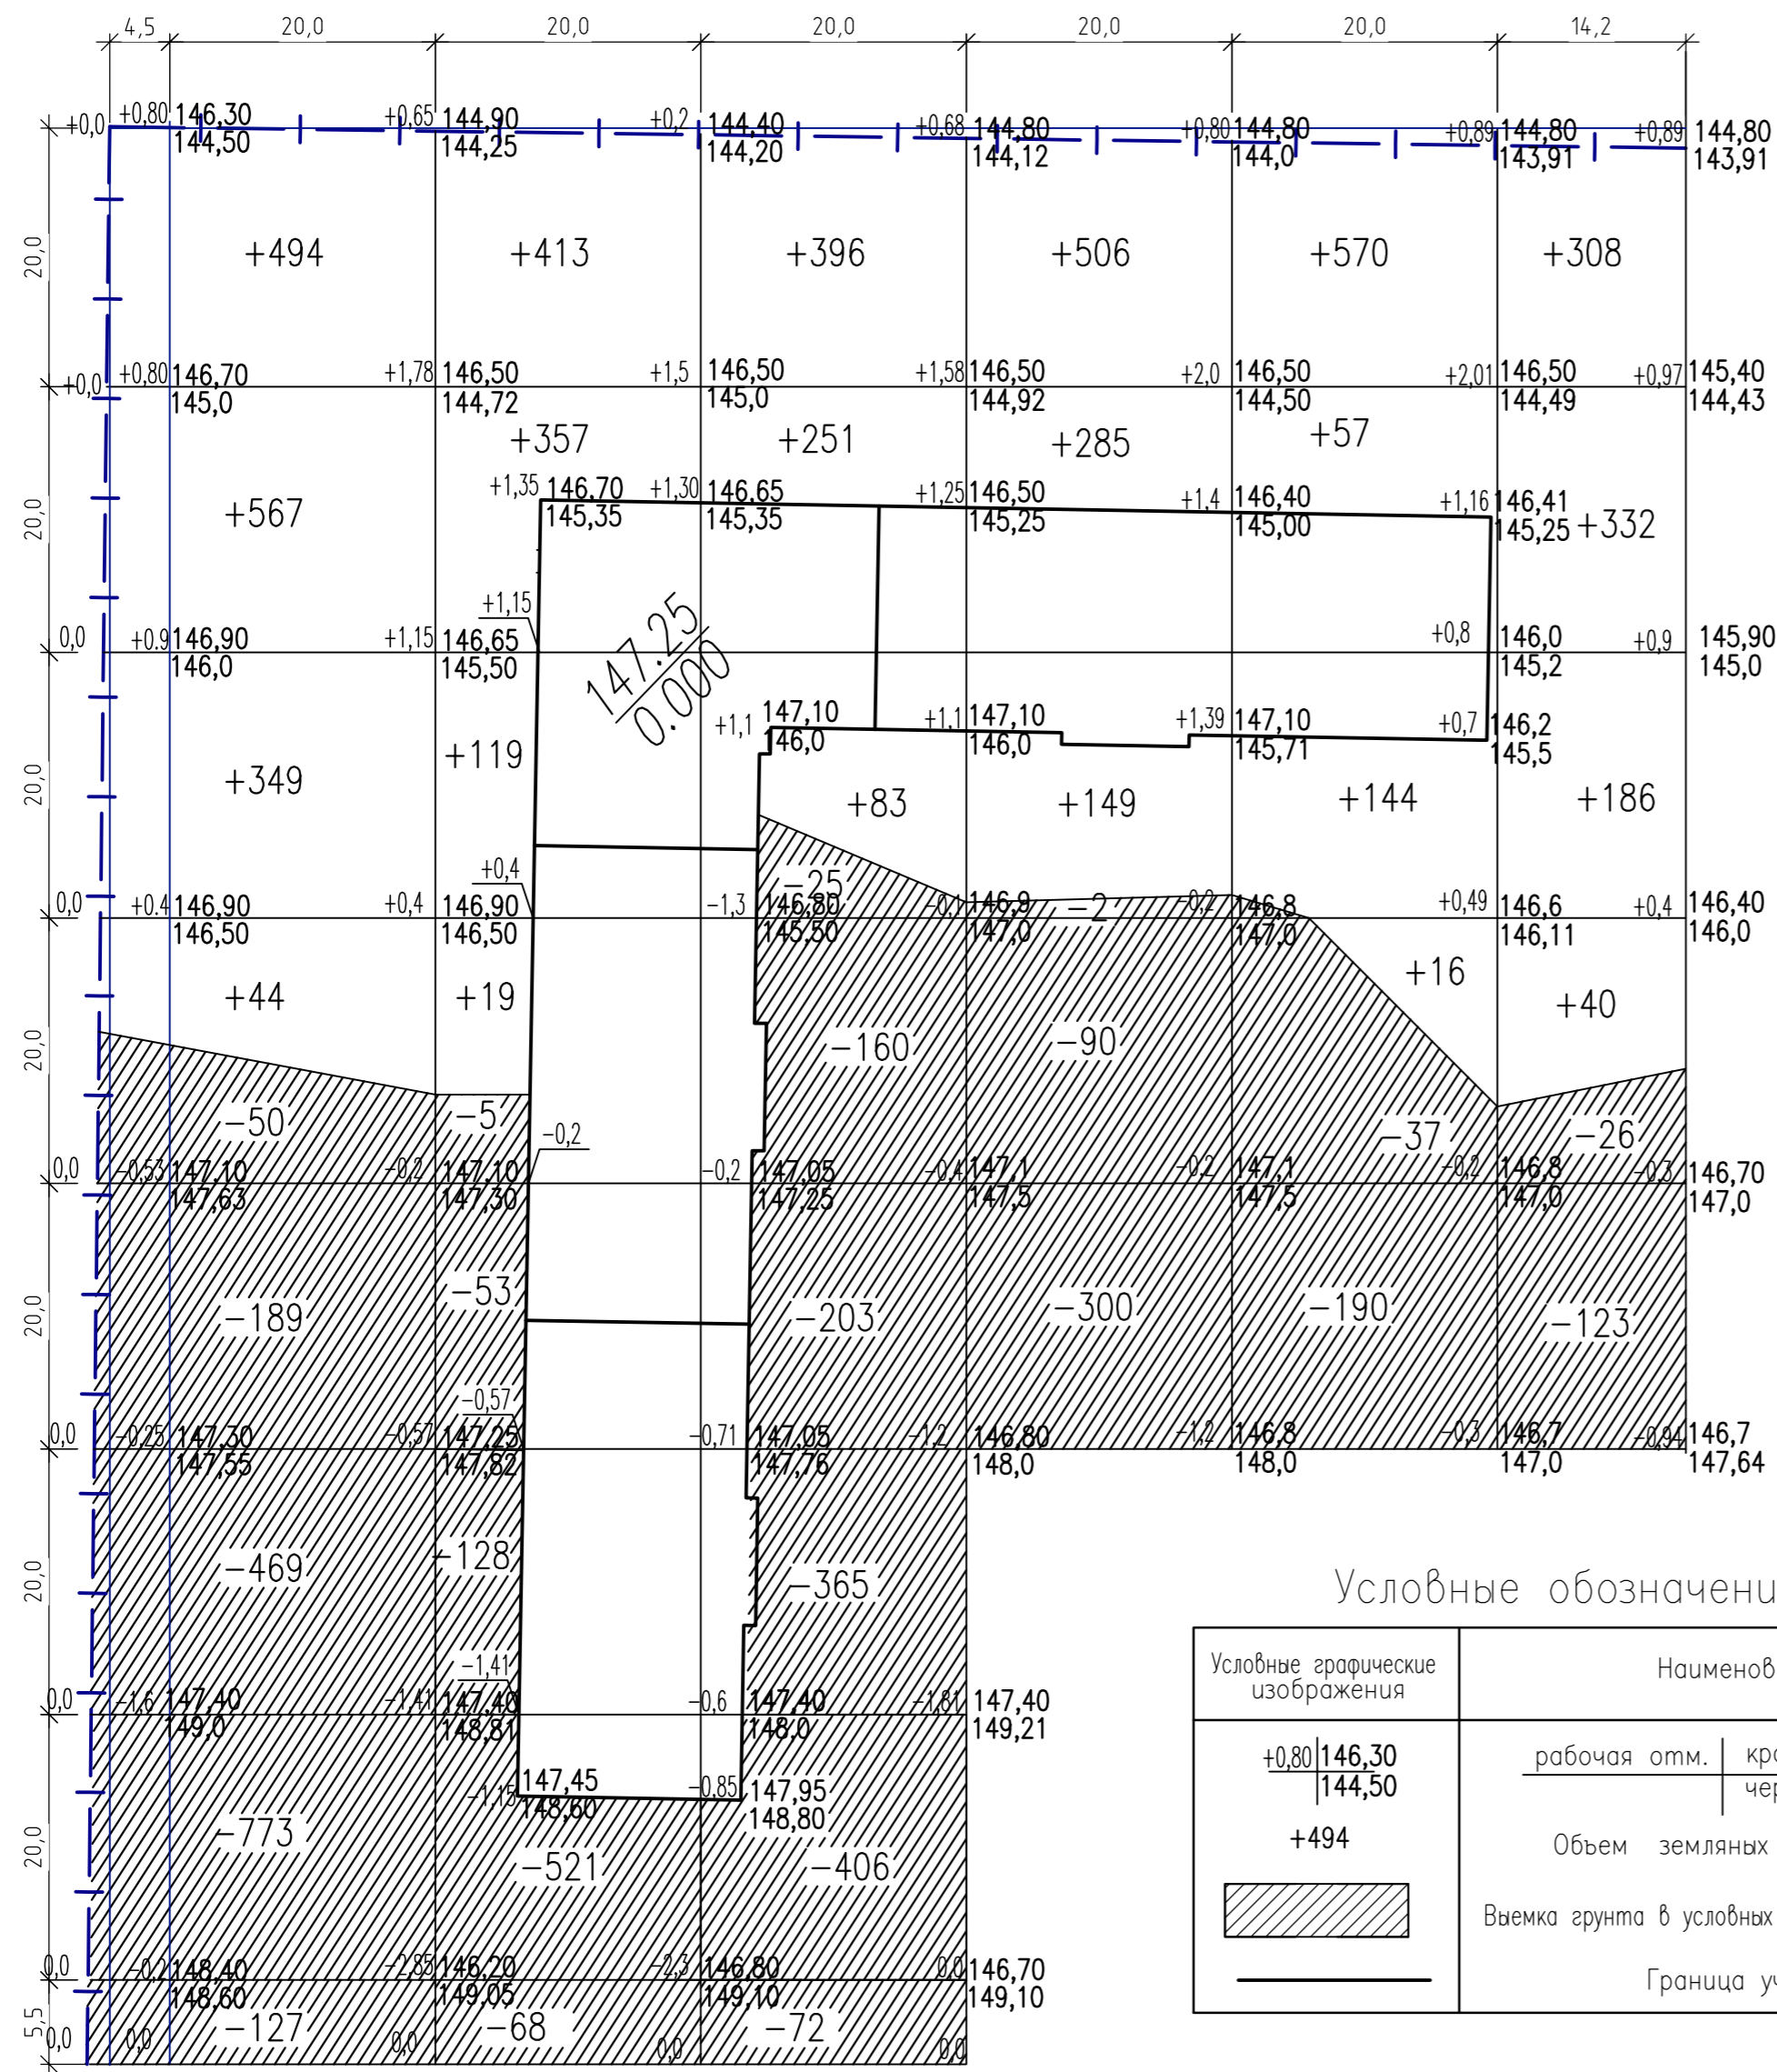 4,5 20,0 20,0 20,0 20,0 20,0 14,2
+0,0 +0,80 146,30 +0,65 144,90 +0,2 144,40 +0,68 144,80 +0,80 144,80 +0,89 144,80 +0,89 144,80
144,50 144,25 144,20 144,12 144,0 143,91 143,91
20,0 +494 +413 +396 +506 +570 +308
+0,0 +0,80 146,70 +1,78 146,50 +1,5 146,50 +1,58 146,50 +2,0 146,50 +2,01 146,50 +0,97 145,40
145,0 144,72 145,0 144,92 144,50 144,49 144,43
+357 +251 +285 +57
+1,35 146,70 +1,30 146,65 +1,25 146,50 +1,4 146,40 +1,16 146,41
145,35 145,35 145,25 145,00 145,25
20,0 +567 +332
+1,15
0,0 +0.9 146,90 +1,15 146,65 +0,8 146,0 +0,9 145,90
146,0 145,50 145,2 145,0
147.25
0.000
+1,1 147,10 +1,1 147,10 +1,39 147,10 +0,7 146,2
146,0 146,0 145,71 145,5
20,0 +349 +119 +83 +149 +144 +186
+0,4 -25
0,0 +0.4 146,90 +0,4 146,90 -1,3 146,80 -0,1 146,9 -2 -0,2 146,8 +0,49 146,6 +0,4 146,40
146,50 146,50 145,50 147,0 147,0 146,11 146,0
+44 +19 +16 +40
20,0 -160 -90
-50 -5 -37 -26
-0,2
0,0 -0,53 147,10 -0,2 147,10 -0,2 147,05 -0,4 147,1 -0,2 147,1 -0,2 146,8 -0,3 146,70
147,63 147,30 147,25 147,5 147,5 147,0 147,0
20,0 -189 -53 -203 -300 -190 -123
-0,57
0,0 -0,25 147,30 -0,57 147,25 -0,71 147,05 -1,2 146,80 -1,2 146,8 -0,3 146,7 -0,94 146,7
147,55 147,82 147,76 148,0 148,0 147,0 147,64
20,0 -469 -128 -365
-1,41
0,0 -1,6 147,40 -1,41 147,40 -0,6 147,40 -1,81 147,40
149,0 148,81 148,0 149,21
-1,15 147,45 -0,85 147,95
148,60 148,80
20,0 -773 -521 -406
0,0 -0,2 148,40 -2,85 146,20 -2,3 146,80 0,0 146,70
148,60 149,05 149,10 149,10
5,5 -127 -68 -72
0,0 0,0 0,0 0,0 0,0
Условные обозначени
Условные графические
изображения
Наименов
+0,80 146,30
144,50
рабочая отм. кра
чер
+494
Объем земляных
Выемка грунта в условных
Граница уч